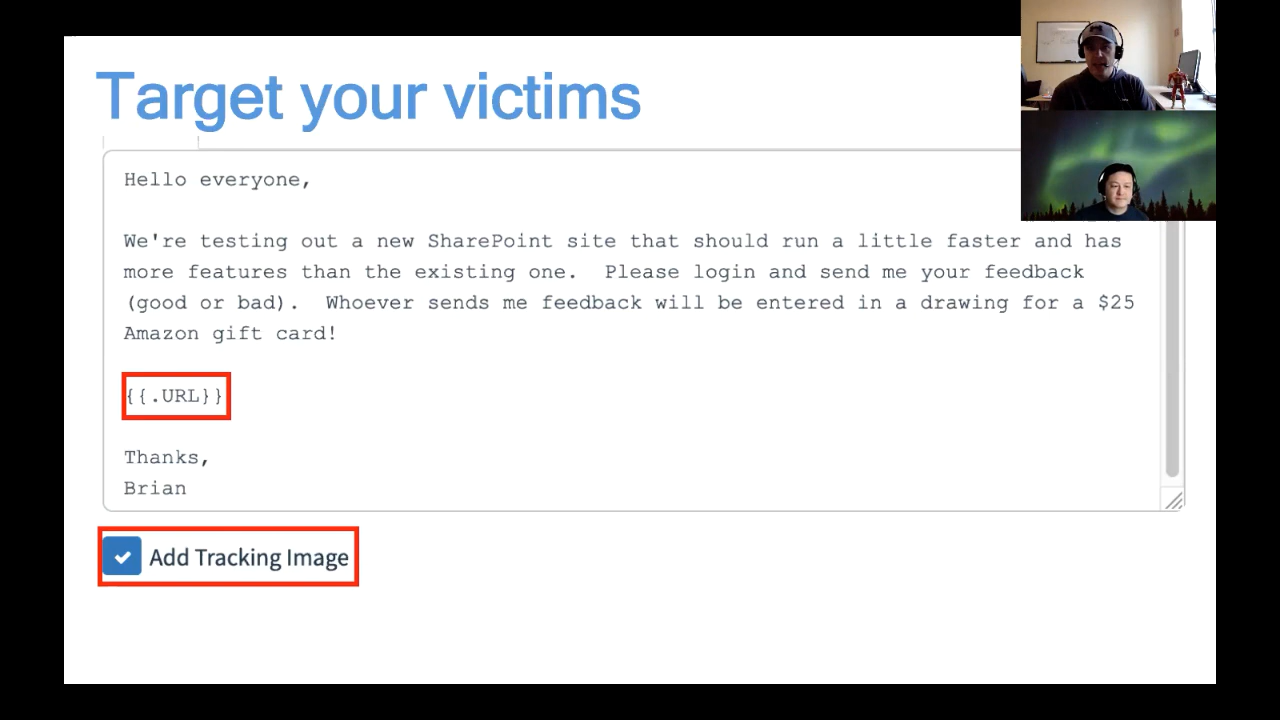 Target your victims
Hello everyone,
We're testing out a new SharePoint site that should run a little faster and has
more features than the existing one.  Please login and send me your feedback
(good or bad).  Whoever sends me feedback will be entered in a drawing for a $25
Amazon gift card!
{{.URL}}
Thanks,
Brian
Add Tracking Image